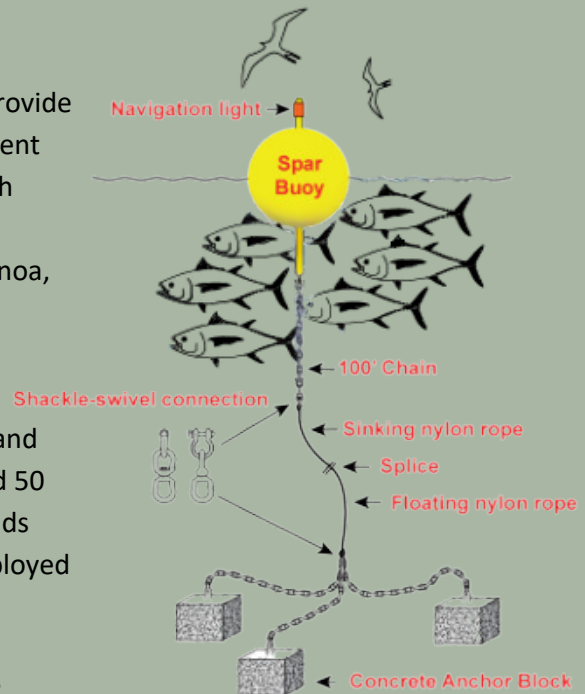 rovide
ent
h
noa,
and
d 50
ds
ployed
Navigation light
Spar
Buoy
100' Chain
Shackle-swivel connection
Sinking nylon rope
Splice
Floating nylon rope
Concrete Anchor Block